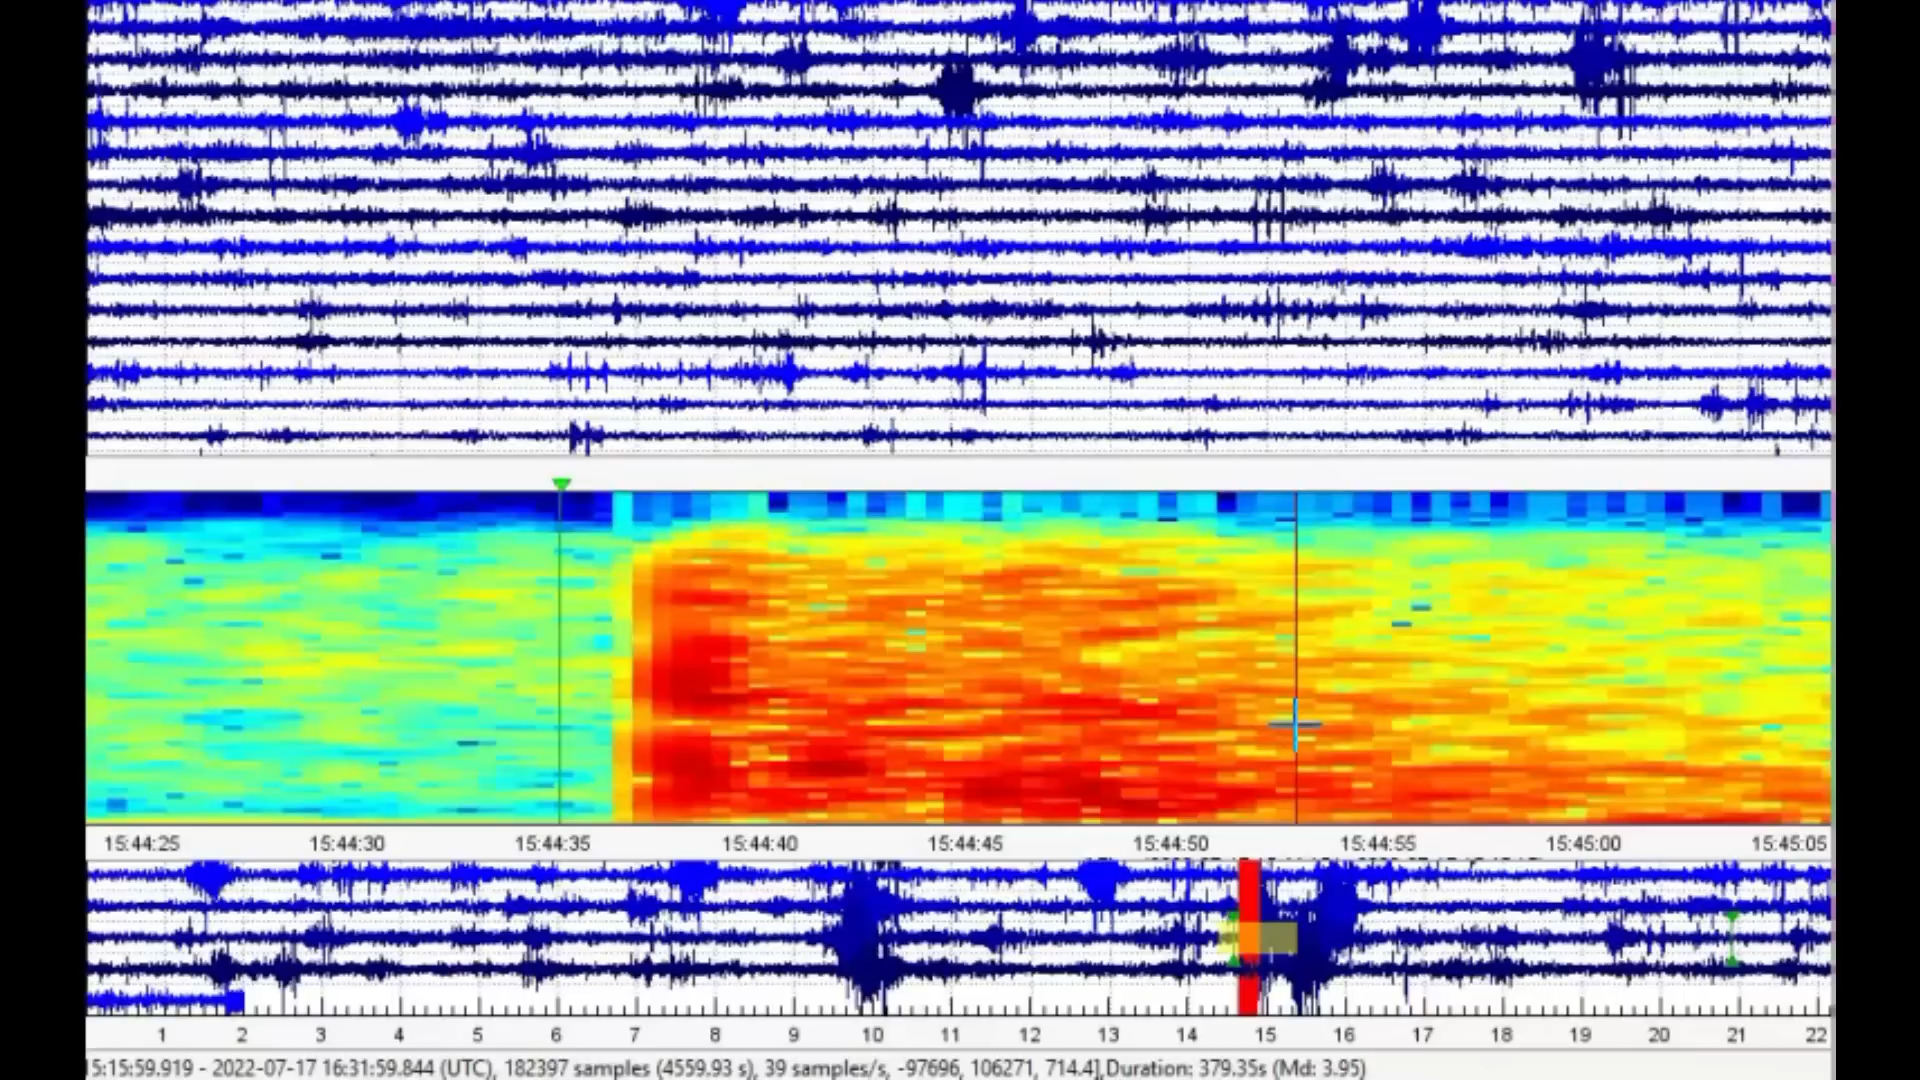 15:44:25 15:44:30 15:44:35 15:44:40 15:44:45 15:44:50 15:44:55 15:45:00 15:45:05
1 2 3 4 5 6 7 8 9 10 11 12 13 14 15 16 17 18 19 20 21 22
15:15:59.919 - 2022-07-17 16:31:59.844 (UTC), 182397 samples (4559.93 s), 39 samples/s, -97696, 106271, 714.4],Duration: 379.35s (Md: 3.95)